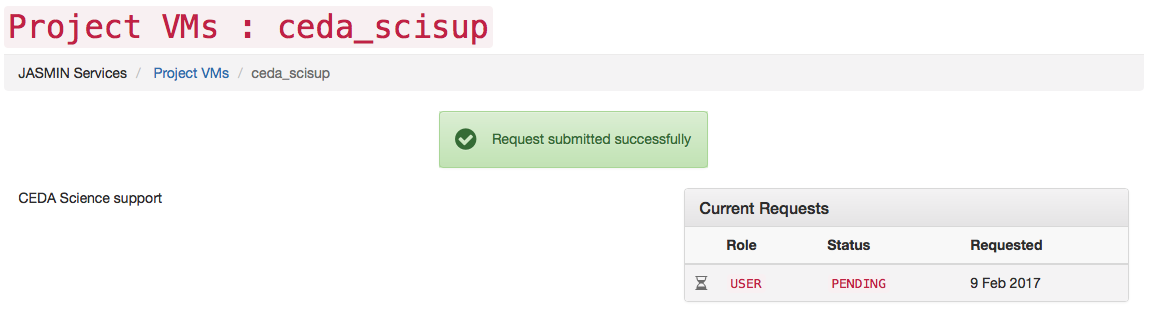 Project VMs : ceda_scisup
JASMIN Services / Project VMs / ceda_scisup
Request submitted successfully
CEDA Science support
Current Requests
Role Status Requested
USER PENDING 9 Feb 2017